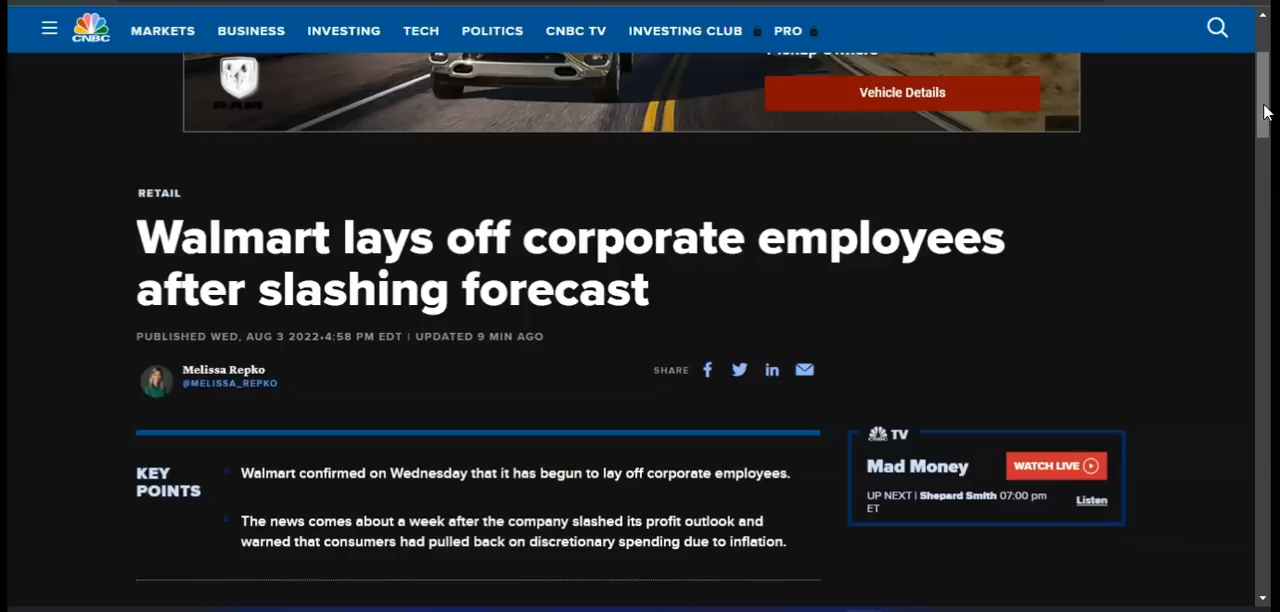 CNBC
MARKETS BUSINESS INVESTING TECH POLITICS CNBC TV INVESTING CLUB PRO
RAM
Vehicle Details
RETAIL
Walmart lays off corporate employees
after slashing forecast
PUBLISHED WED, AUG 3 2022•4:58 PM EDT | UPDATED 9 MIN AGO
Melissa Repko
@MELISSA_REPKO
SHARE
KEY
POINTS
Walmart confirmed on Wednesday that it has begun to lay off corporate employees.
The news comes about a week after the company slashed its profit outlook and
warned that consumers had pulled back on discretionary spending due to inflation.
CNBC TV
Mad Money
WATCH LIVE
UP NEXT | Shepard Smith 07:00 pm
ET
Listen